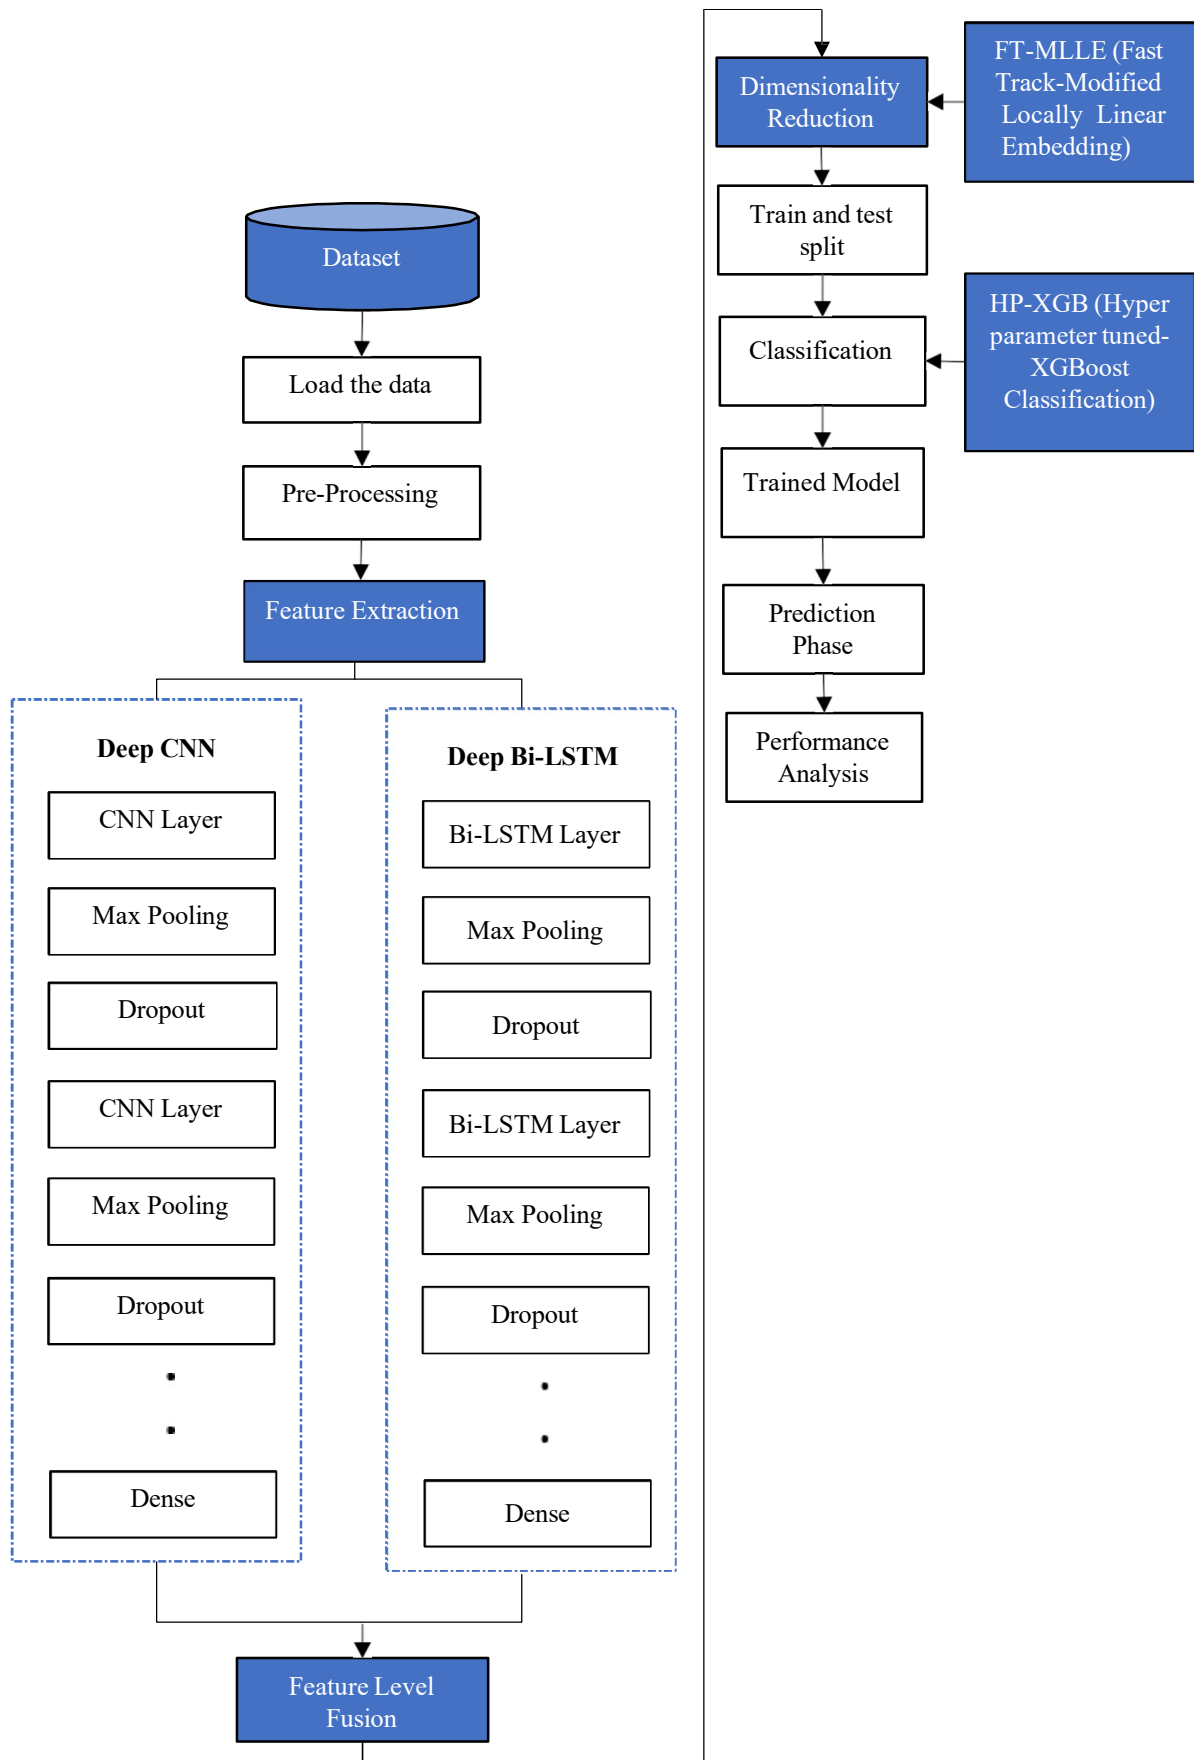 Dataset
Load the data
Pre-Processing
Feature Extraction
Deep CNN
CNN Layer
Max Pooling
Dropout
CNN Layer
Max Pooling
Dropout
Dense
Deep Bi-LSTM
Bi-LSTM Layer
Max Pooling
Dropout
Bi-LSTM Layer
Max Pooling
Dropout
Dense
Feature Level
Fusion
Dimensionality
Reduction
FT-MLLE (Fast
Track-Modified
Locally Linear
Embedding)
Train and test
split
Classification
HP-XGB (Hyper
parameter tuned-
XGBoost
Classification)
Trained Model
Prediction
Phase
Performance
Analysis